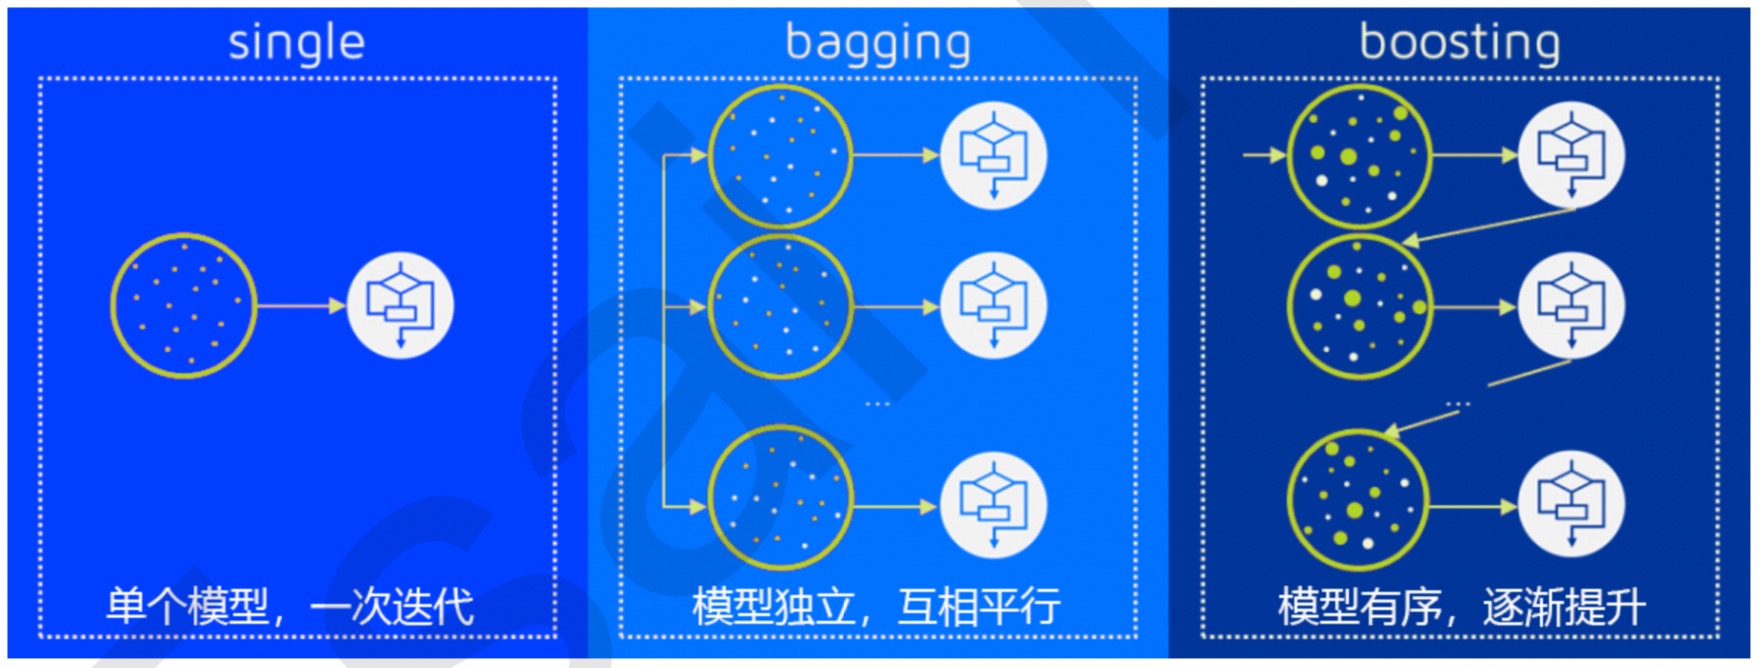 single
单个模型，一次迭代
bagging
...
模型独立，互相平行
boosting
...
模型有序，逐渐提升